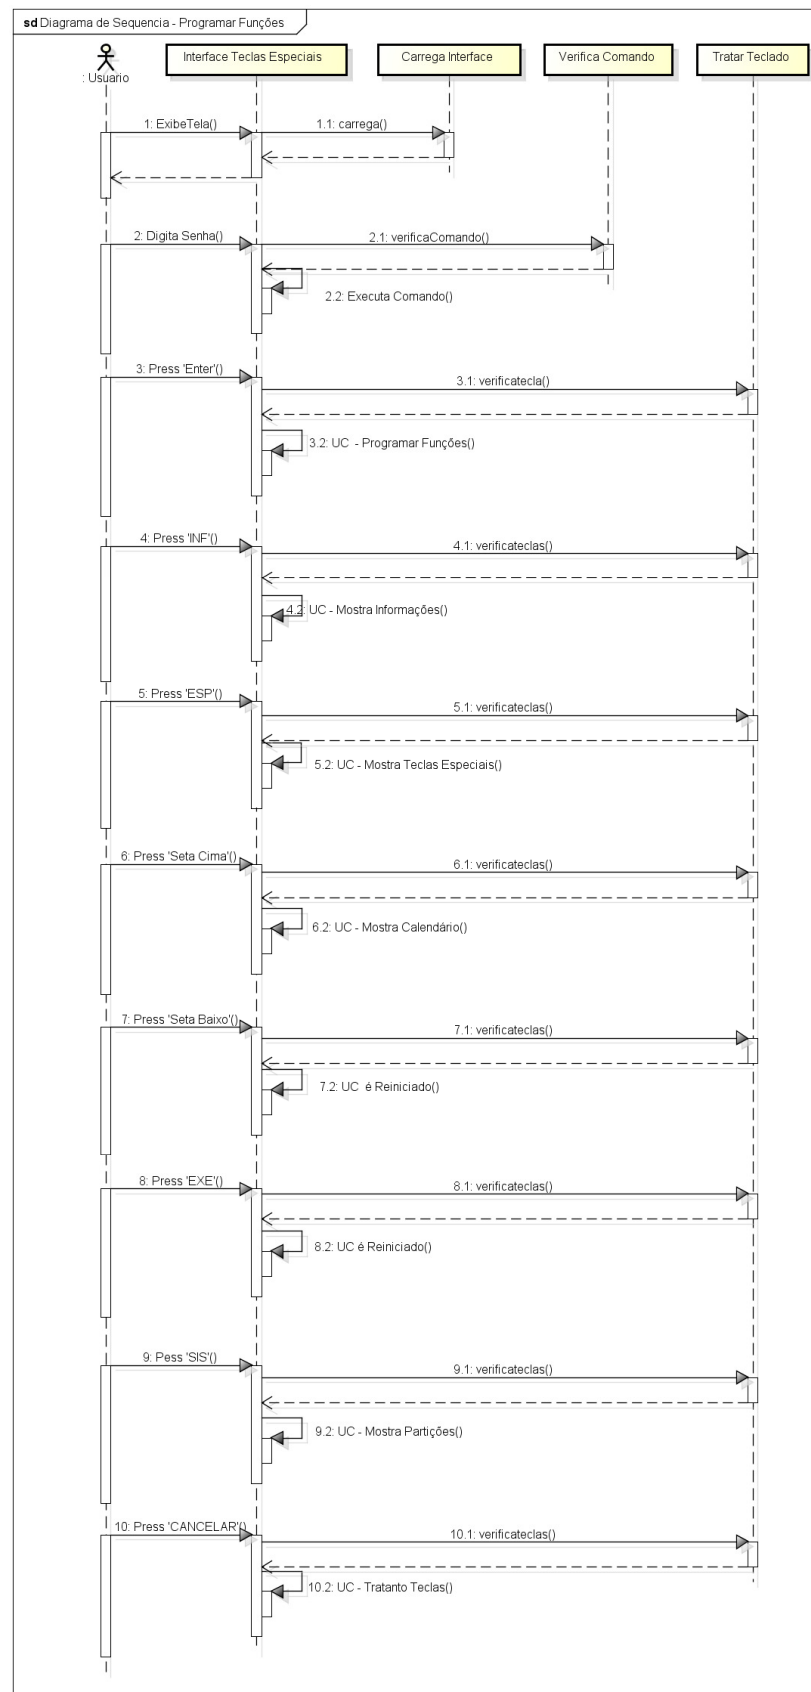 sd Diagrama de Sequencia - Programar Funções
: Usuario
Interface Teclas Especiais
Carrega Interface
Verifica Comando
Tratar Teclado
1: ExibeTela()
1.1: carrega()
2: Digita Senha()
2.1: verificaComando()
2.2: Executa Comando()
3: Press 'Enter'()
3.1: verificatecla()
3.2: UC - Programar Funções()
4: Press 'INF'()
4.1: verificateclas()
4.2: UC - Mostra Informações()
5: Press 'ESP'()
5.1: verificateclas()
5.2: UC - Mostra Teclas Especiais()
6: Press 'Seta Cima'()
6.1: verificateclas()
6.2: UC - Mostra Calendário()
7: Press 'Seta Baixo'()
7.1: verificateclas()
7.2: UC é Reiniciado()
8: Press 'EXE'()
8.1: verificateclas()
8.2: UC é Reiniciado()
9: Pess 'SIS'()
9.1: verificateclas()
9.2: UC - Mostra Partições()
10: Press 'CANCELAR'()
10.1: verificateclas()
10.2: UC - Tratanto Teclas()